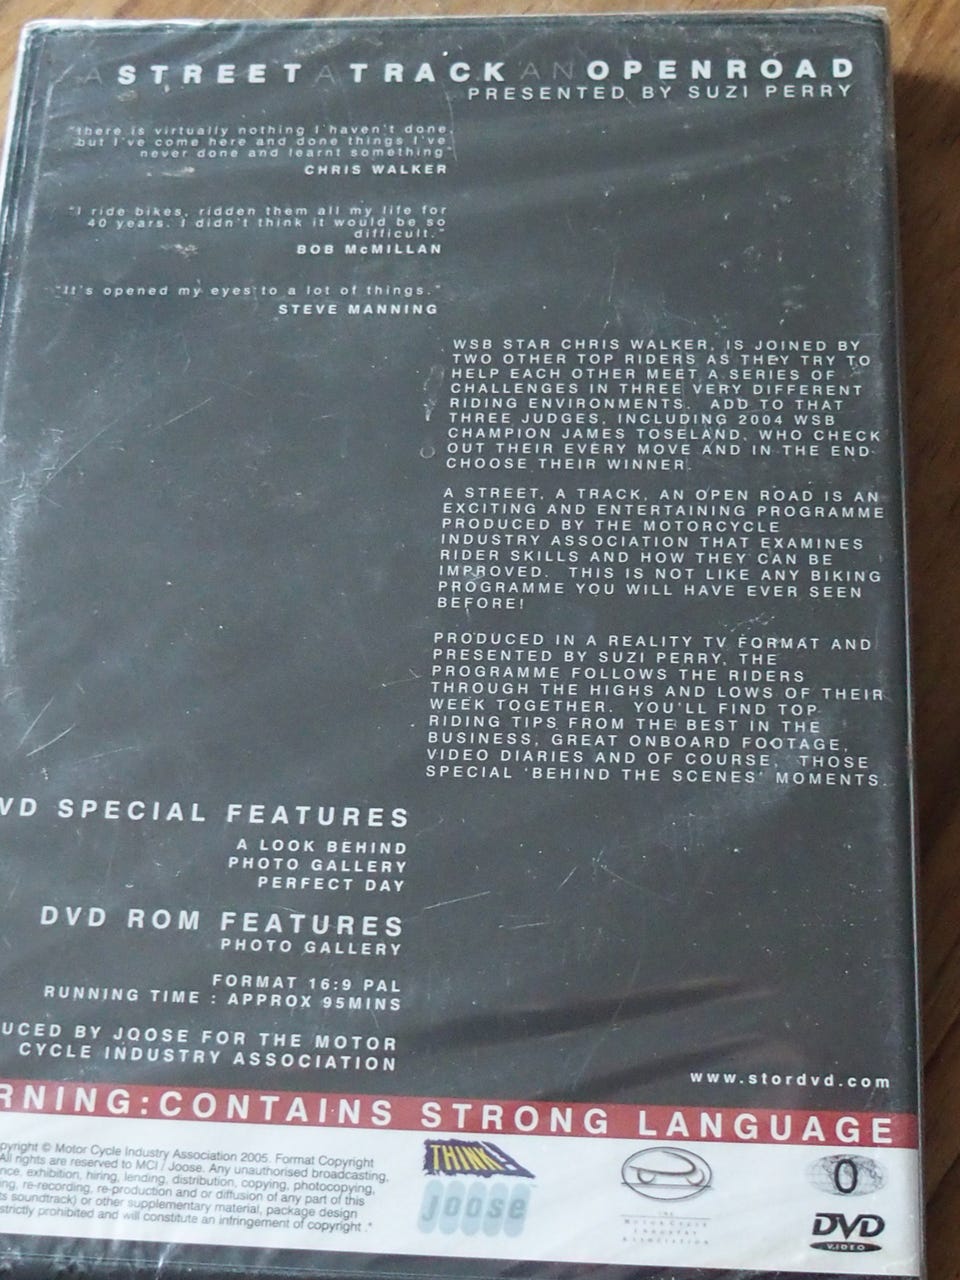 A STREET A TRACK AN OPENROAD
PRESENTED BY SUZI PERRY
"there is virtually nothing I haven't done,
but I've come here and done things I've
never done and learnt something"
CHRIS WALKER
"I ride bikes, ridden them all my life for
40 years. I didn't think it would be so
difficult."
BOB McMILLAN
"It's opened my eyes to a lot of things."
STEVE MANNING
WSB STAR CHRIS WALKER, IS JOINED BY
TWO OTHER TOP RIDERS AS THEY TRY TO
HELP EACH OTHER MEET A SERIES OF
CHALLENGES IN THREE VERY DIFFERENT
RIDING ENVIRONMENTS. ADD TO THAT
THREE JUDGES, INCLUDING 2004 WSB
CHAMPION JAMES TOSELAND, WHO CHECK
OUT THEIR EVERY MOVE AND IN THE END
CHOOSE THEIR WINNER.
A STREET, A TRACK, AN OPEN ROAD IS AN
EXCITING AND ENTERTAINING PROGRAMME
PRODUCED BY THE MOTORCYCLE
INDUSTRY ASSOCIATION THAT EXAMINES
RIDER SKILLS AND HOW THEY CAN BE
IMPROVED. THIS IS NOT LIKE ANY BIKING
PROGRAMME YOU WILL HAVE EVER SEEN
BEFORE!
PRODUCED IN A REALITY TV FORMAT AND
PRESENTED BY SUZI PERRY, THE
PROGRAMME FOLLOWS THE RIDERS
THROUGH THE HIGHS AND LOWS OF THEIR
WEEK TOGETHER. YOU'LL FIND TOP
RIDING TIPS FROM THE BEST IN THE
BUSINESS, GREAT ONBOARD FOOTAGE,
VIDEO DIARIES AND OF COURSE, THOSE
SPECIAL 'BEHIND THE SCENES' MOMENTS.
VD SPECIAL FEATURES
A LOOK BEHIND
PHOTO GALLERY
PERFECT DAY
DVD ROM FEATURES
PHOTO GALLERY
FORMAT 16:9 PAL
RUNNING TIME : APPROX 95MINS
UCED BY JOOSE FOR THE MOTOR
CYCLE INDUSTRY ASSOCIATION
www.stordvd.com
RNING:CONTAINS STRONG LANGUAGE
pyright © Motor Cycle Industry Association 2005. Format Copyright
All rights are reserved to MCI / Joose. Any unauthorised broadcasting,
nce, exhibition, hiring, lending, distribution, copying, photocopying,
ing, re-recording, re-production and or diffusion of any part of this
ts soundtrack) or other supplementary material, package design
strictly prohibited and will constitute an infringement of copyright ."
THINK!
joose
THE
MOTORCYCLE
INDUSTRY
ASSOCIATION
0
DVD
VIDEO